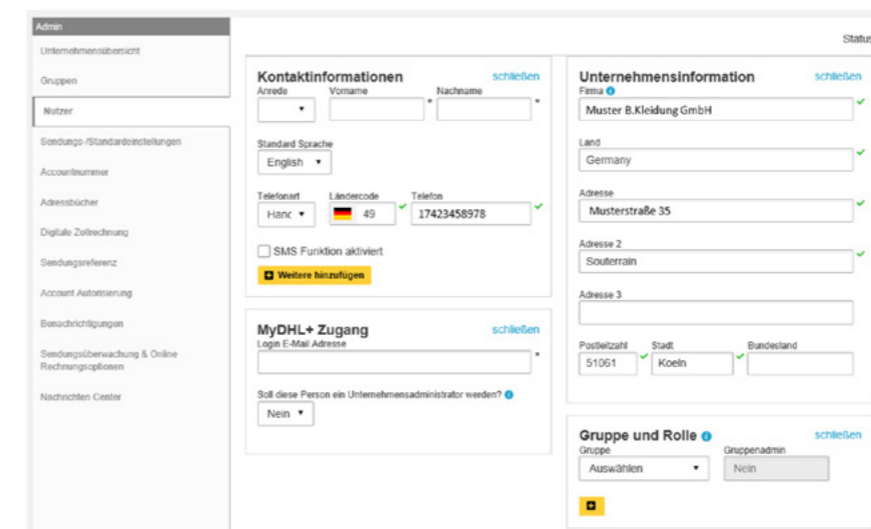 Admin
Unternehmensübersicht
Gruppen
Nutzer
Sendungs-/Standardeinstellungen
Accountnummer
Adressbücher
Digitale Zollrechnung
Sendungsreferenz
Account Autorisierung
Benachrichtigungen
Sendungsüberwachung & Online
Rechnungsoptionen
Nachrichten Center
Status
Kontaktinformationen schließen
Anrede Vorname Nachname
* *
Standard Sprache
English
Telefonart Ländercode Telefon
Hanc 49 17423458978
SMS Funktion aktiviert
Weitere hinzufügen
MyDHL+ Zugang schließen
Login E-Mail Adresse
*
Soll diese Person ein Unternehmensadministrator werden?
Nein
Unternehmensinformation schließen
Firma
Muster B.Kleidung GmbH
Land
Germany
Adresse
Musterstraße 35
Adresse 2
Souterrain
Adresse 3
Postleitzahl Stadt Bundesland
51061 Koeln
Gruppe und Rolle schließen
Gruppe Gruppenadmin
Auswählen Nein